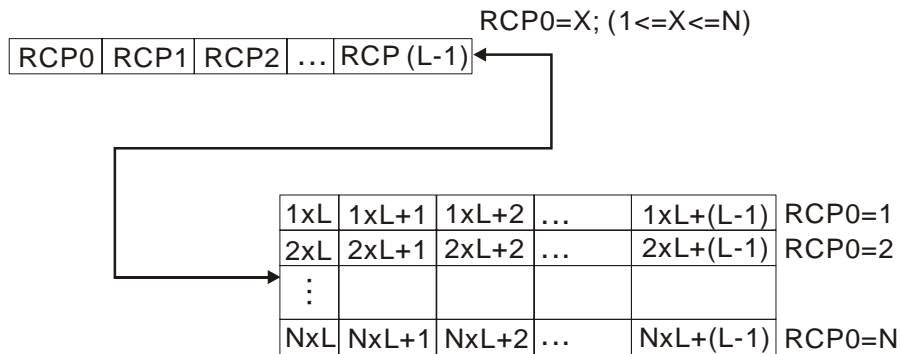 RCP0=X; (1<=X<=N)
RCP0 RCP1 RCP2 ... RCP (L-1)
1xL 1xL+1 1xL+2 ... 1xL+(L-1) RCP0=1
2xL 2xL+1 2xL+2 ... 2xL+(L-1) RCP0=2
⋮
NxL NxL+1 NxL+2 ... NxL+(L-1) RCP0=N